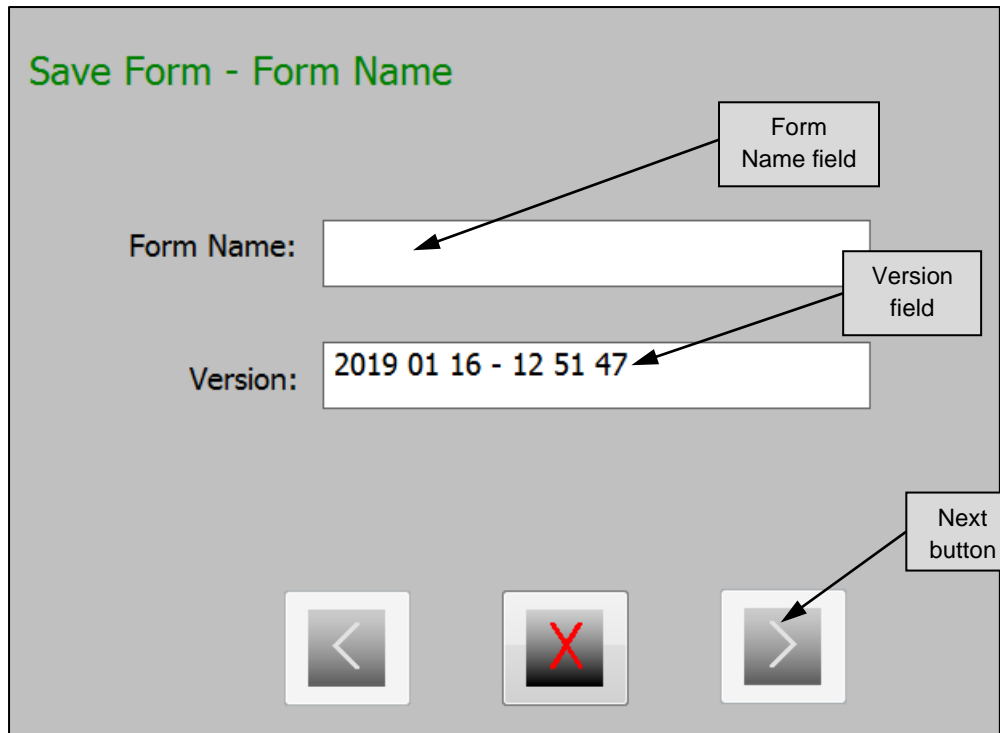 Save Form - Form Name
Form
Name field
Form Name:
Version
field
Version:
2019 01 16 - 12 51 47
Next
button
<
X
>